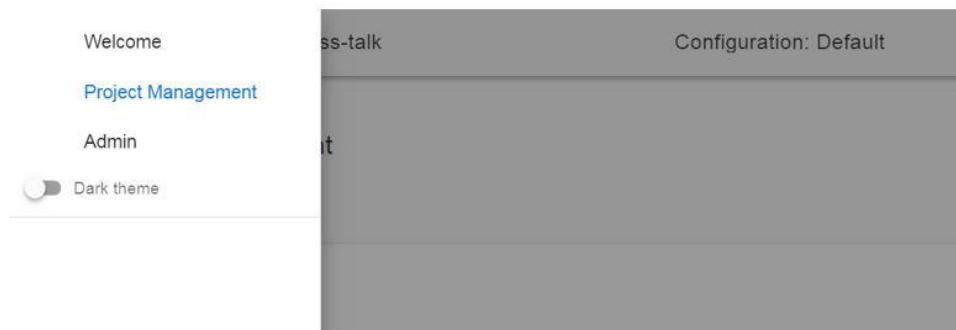 Welcome
ss-talk
Configuration: Default
Project Management
Admin
Dark theme